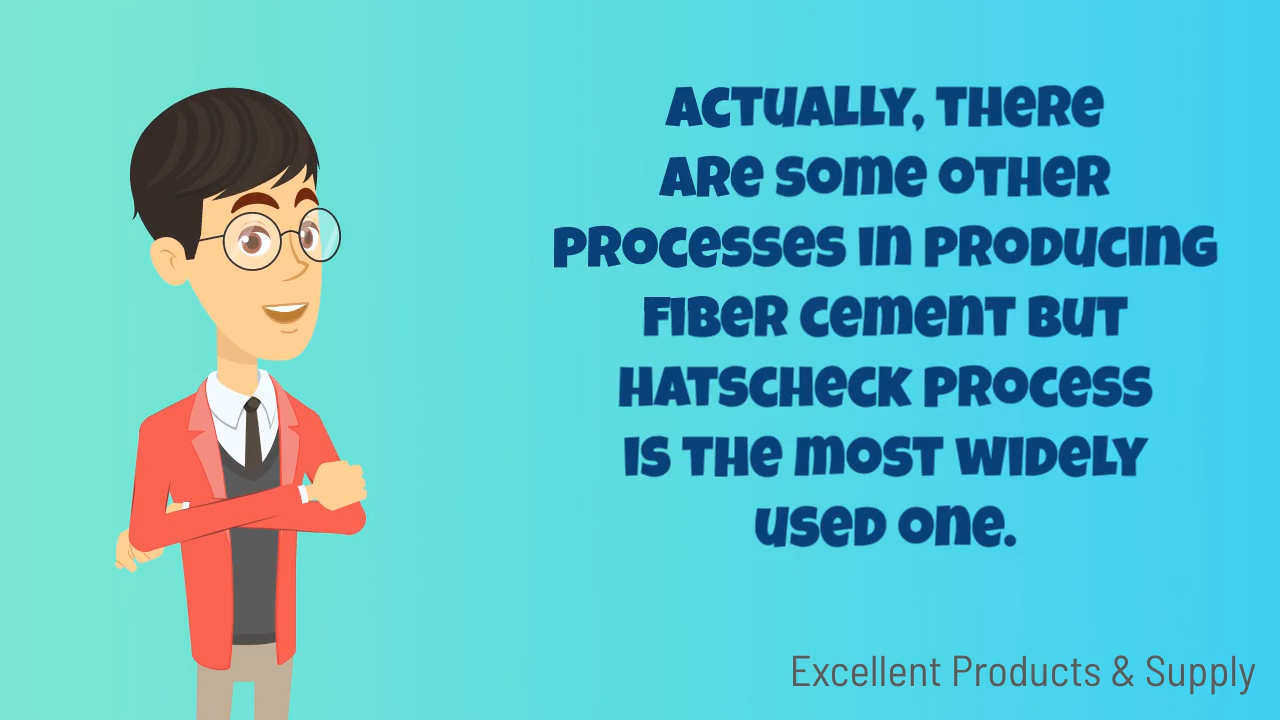 ACTUALLY, THERE
ARE SOME OTHER
PROCESSES IN PRODUCING
FIBER CEMENT BUT
HATSCHECK PROCESS
IS THE MOST WIDELY
USED ONE.
Excellent Products & Supply